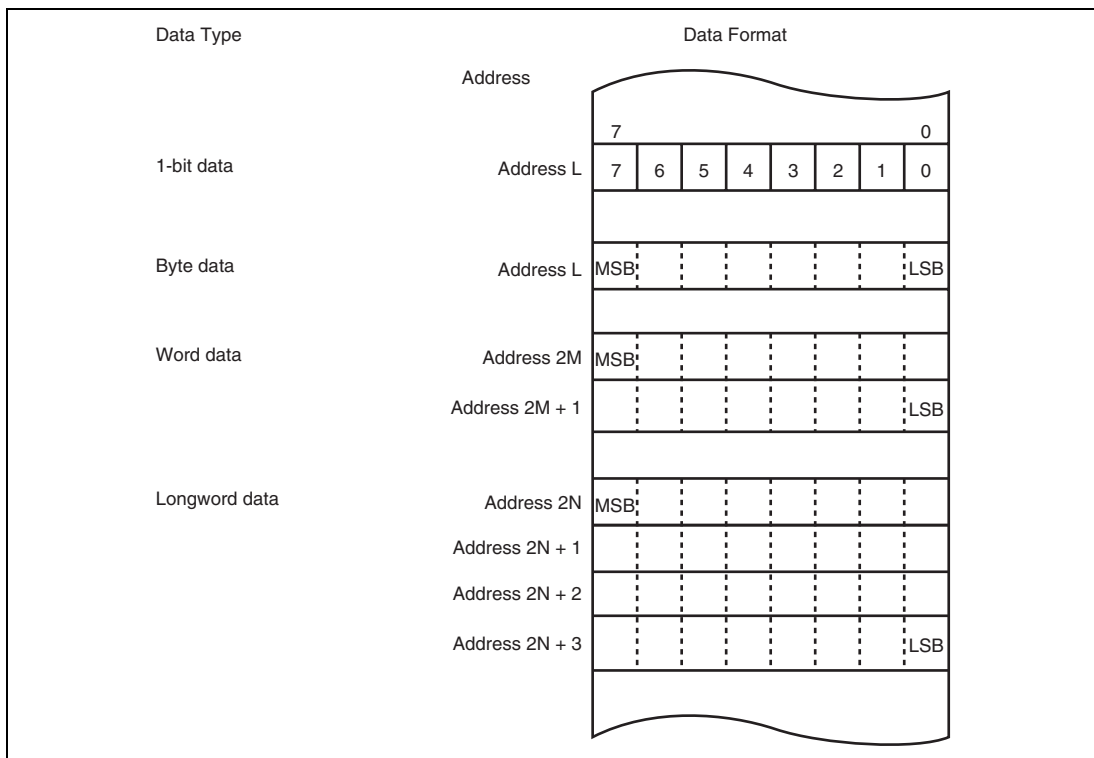 Data Type Data Format
Address
7 0
1-bit data Address L 7 6 5 4 3 2 1 0
Byte data Address L MSB LSB
Word data Address 2M MSB
Address 2M + 1 LSB
Longword data Address 2N MSB
Address 2N + 1
Address 2N + 2
Address 2N + 3 LSB